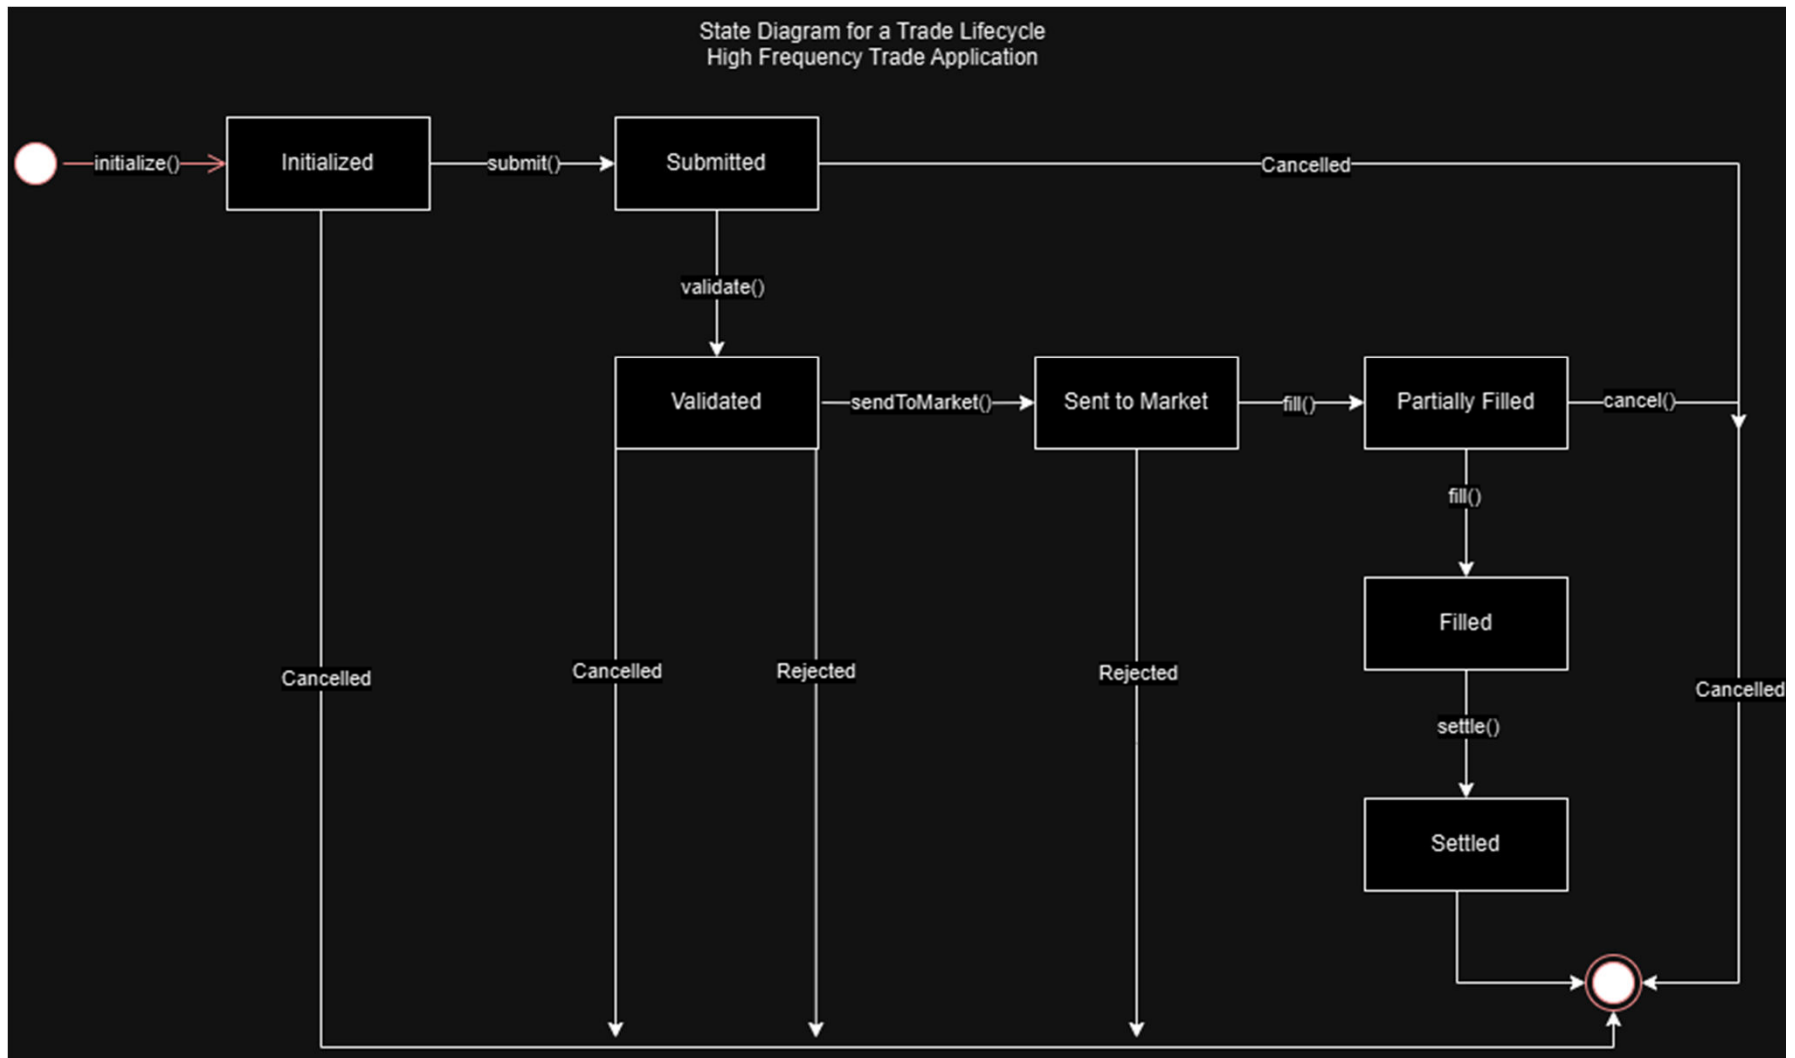 State Diagram for a Trade Lifecycle
High Frequency Trade Application
initialize()
Initialized
submit()
Submitted
Cancelled
validate()
Validated
sendToMarket()
Sent to Market
fill()
Partially Filled
cancel()
fill()
Filled
Cancelled
Cancelled
Rejected
Rejected
Cancelled
settle()
Settled